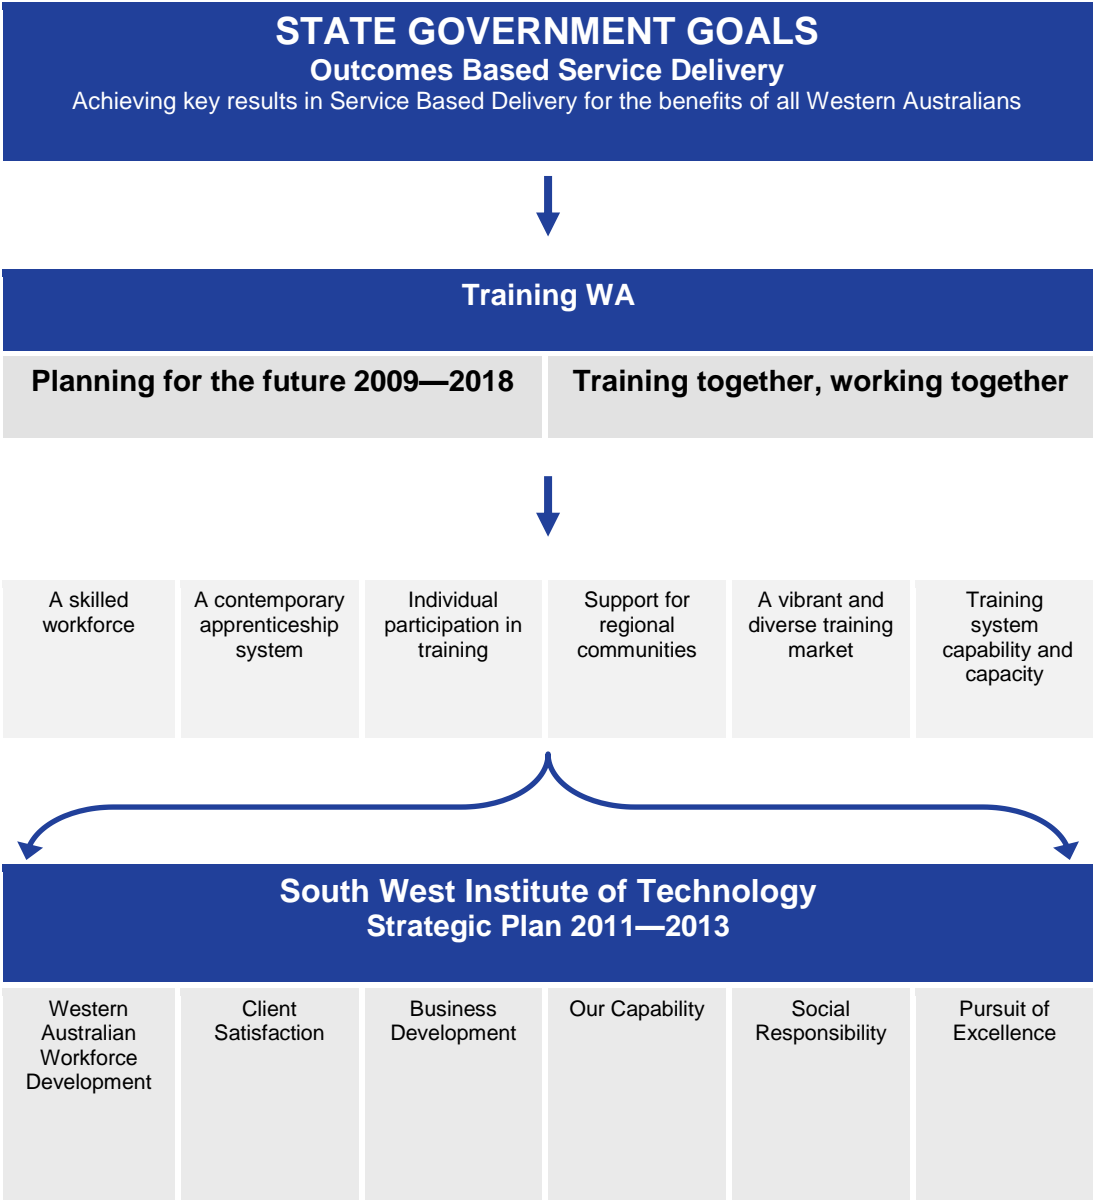 STATE GOVERNMENT GOALS
Outcomes Based Service Delivery
Achieving key results in Service Based Delivery for the benefits of all Western Australians
Training WA
Planning for the future 2009—2018
Training together, working together
A skilled
workforce
A contemporary
apprenticeship
system
Individual
participation in
training
Support for
regional
communities
A vibrant and
diverse training
market
Training
system
capability and
capacity
South West Institute of Technology
Strategic Plan 2011—2013
Western
Australian
Workforce
Development
Client
Satisfaction
Business
Development
Our Capability
Social
Responsibility
Pursuit of
Excellence